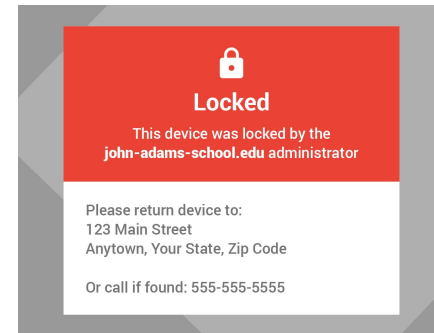 Locked
This device was locked by the
john-adams-school.edu administrator
Please return device to:
123 Main Street
Anytown, Your State, Zip Code
Or call if found: 555-555-5555